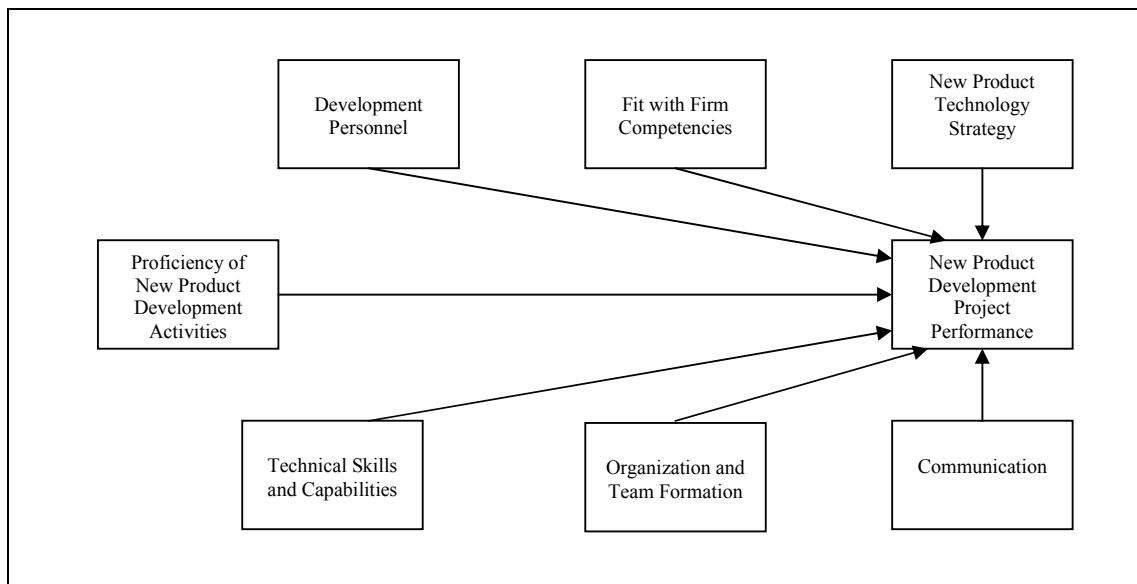 Development
Personnel
Fit with Firm
Competencies
New Product
Technology
Strategy
Proficiency of
New Product
Development
Activities
New Product
Development
Project
Performance
Technical Skills
and Capabilities
Organization and
Team Formation
Communication